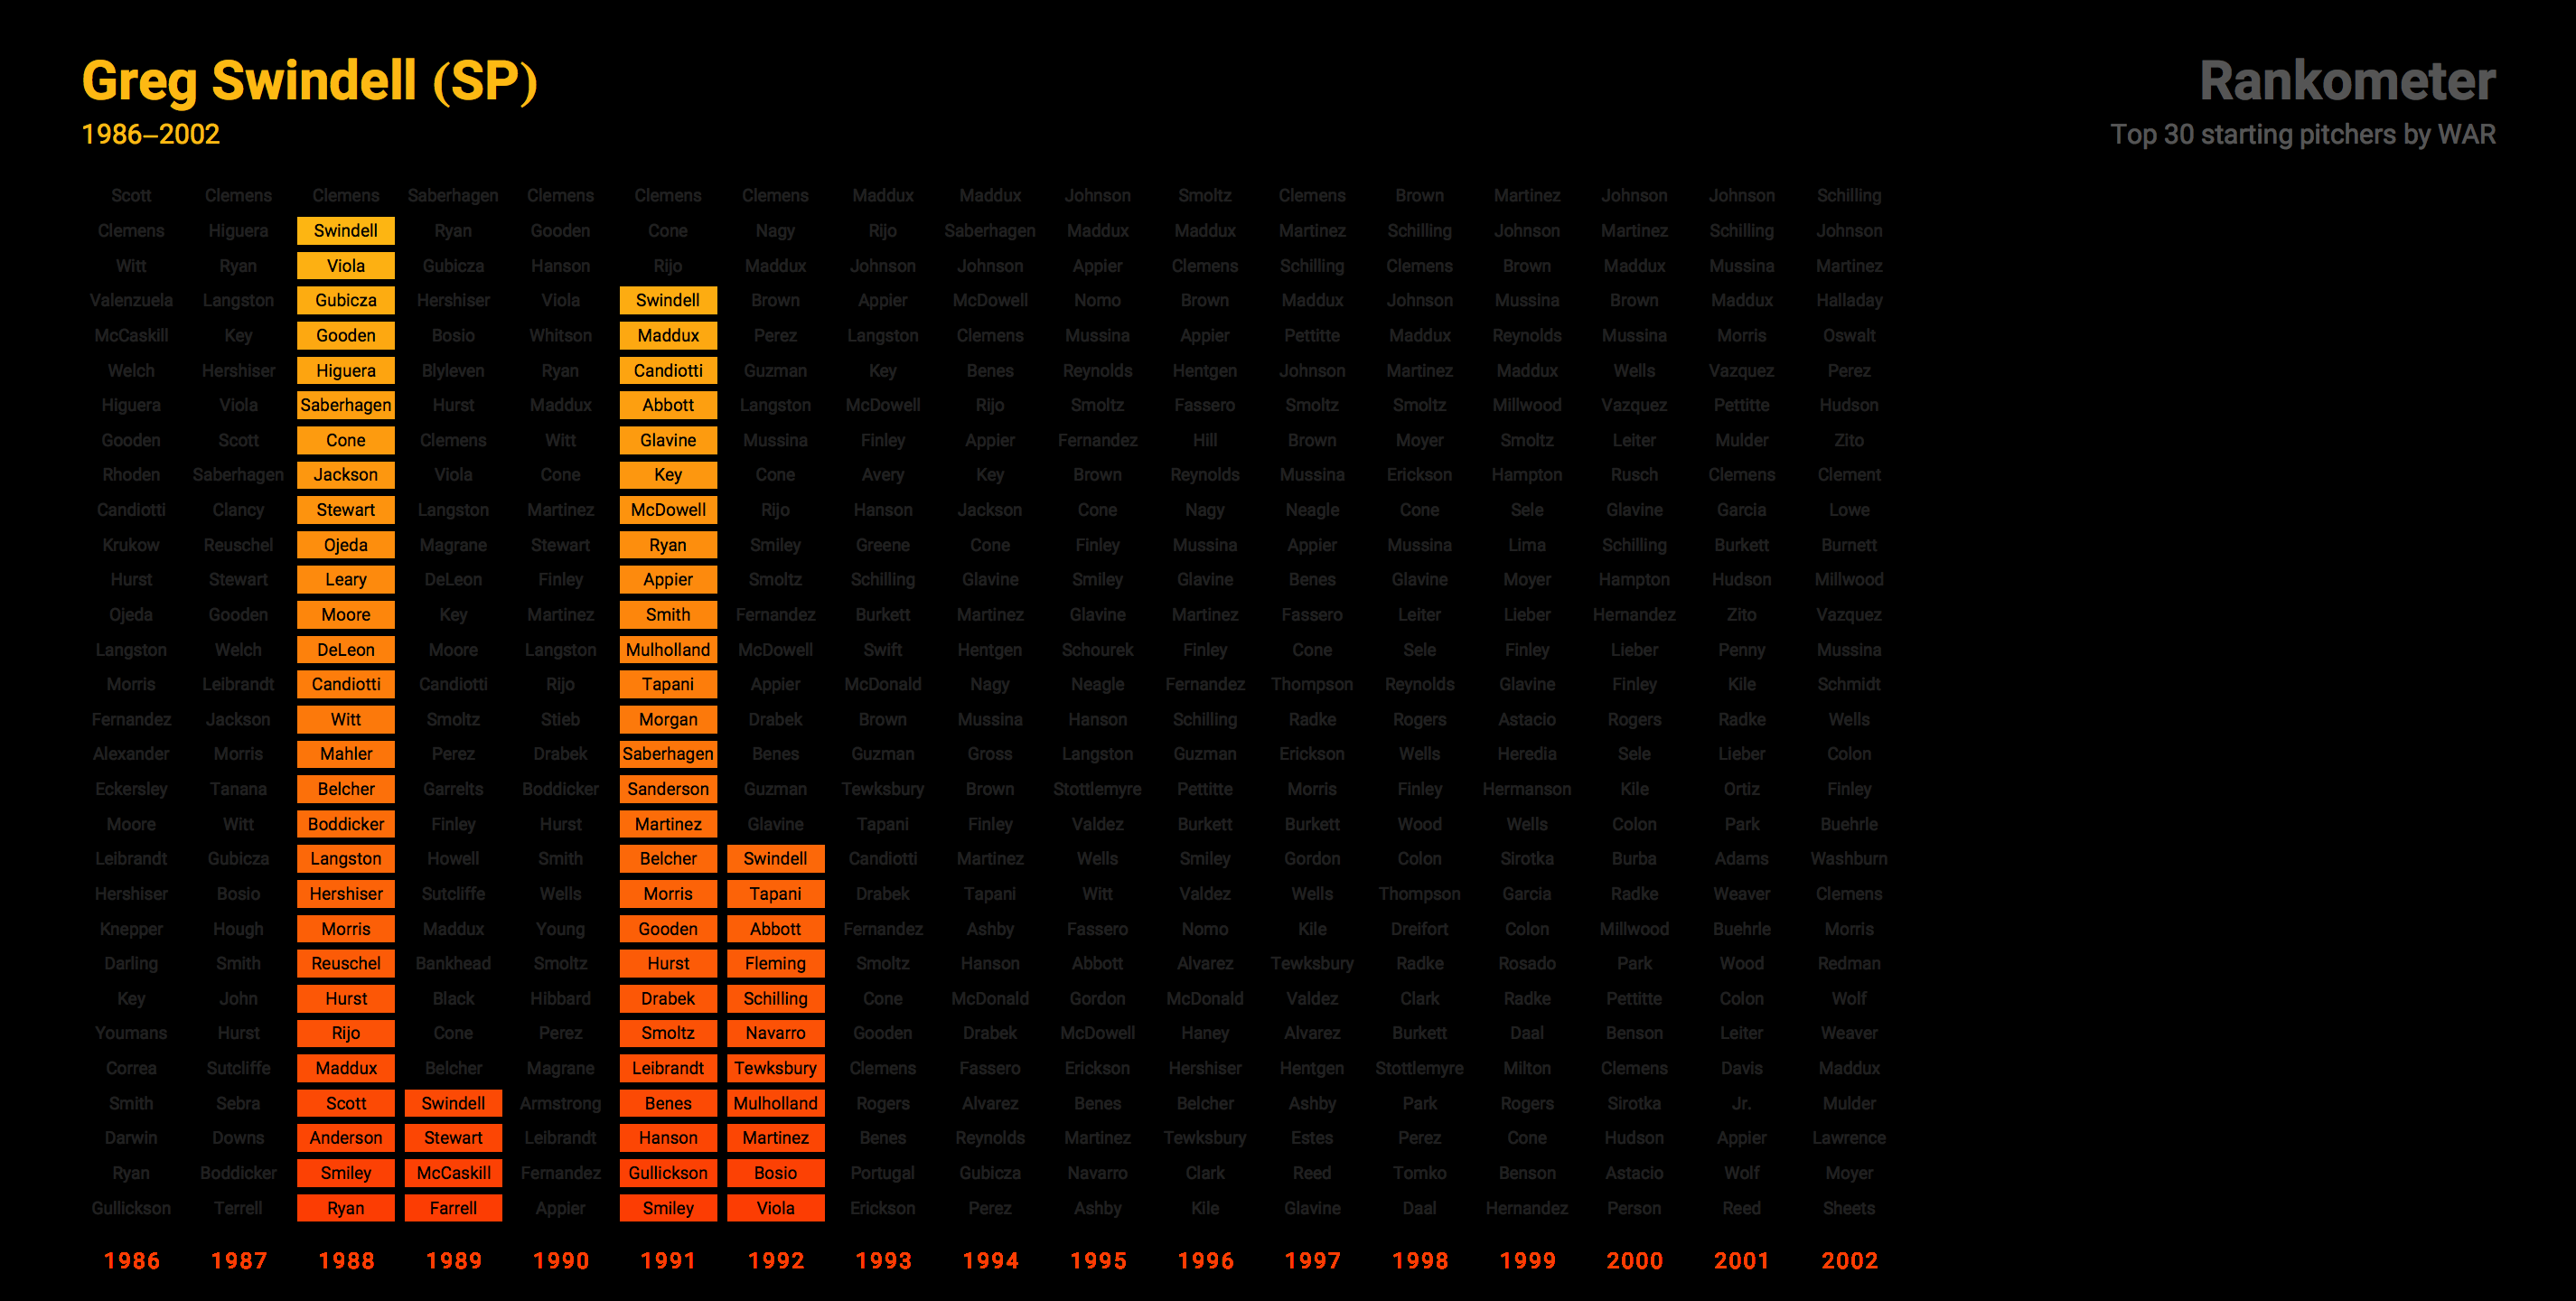 Greg Swindell (SP)
Rankometer
1986–2002
Top 30 starting pitchers by WAR
Scott Clemens Clemens Saberhagen Clemens Clemens Clemens Maddux Maddux Johnson Smoltz Clemens Brown Martinez Johnson Johnson Schilling
Clemens Higuera Swindell Ryan Gooden Cone Nagy Rijo Saberhagen Maddux Maddux Martinez Schilling Johnson Martinez Schilling Johnson
Witt Ryan Viola Gubicza Hanson Rijo Maddux Johnson Johnson Appier Clemens Schilling Clemens Brown Maddux Mussina Martinez
Valenzuela Langston Gubicza Hershiser Viola Swindell Brown Appier McDowell Nomo Brown Maddux Johnson Mussina Brown Maddux Halladay
McCaskill Key Gooden Bosio Whitson Maddux Perez Langston Clemens Mussina Appier Pettitte Maddux Reynolds Mussina Morris Oswalt
Welch Hershiser Higuera Blyleven Ryan Candiotti Guzman Key Benes Reynolds Hentgen Johnson Martinez Maddux Wells Vazquez Perez
Higuera Viola Saberhagen Hurst Maddux Abbott Langston McDowell Rijo Smoltz Fassero Smoltz Smoltz Millwood Vazquez Pettitte Hudson
Gooden Scott Cone Clemens Witt Glavine Mussina Finley Appier Fernandez Hill Brown Moyer Smoltz Leiter Mulder Zito
Rhoden Saberhagen Jackson Viola Cone Key Cone Avery Key Brown Reynolds Mussina Erickson Hampton Rusch Clemens Clement
Candiotti Clancy Stewart Langston Martinez McDowell Rijo Hanson Jackson Cone Nagy Neagle Cone Sele Glavine Garcia Lowe
Krukow Reuschel Ojeda Magrane Stewart Ryan Smiley Greene Cone Finley Mussina Appier Mussina Lima Schilling Burkett Burnett
Hurst Stewart Leary DeLeon Finley Appier Smoltz Schilling Glavine Smiley Glavine Benes Glavine Moyer Hampton Hudson Millwood
Ojeda Gooden Moore Key Martinez Smith Fernandez Burkett Martinez Glavine Martinez Fassero Leiter Lieber Hernandez Zito Vazquez
Langston Welch DeLeon Moore Langston Mulholland McDowell Swift Hentgen Schourek Finley Cone Sele Finley Lieber Penny Mussina
Morris Leibrandt Candiotti Candiotti Rijo Tapani Appier McDonald Nagy Neagle Fernandez Thompson Reynolds Glavine Finley Kile Schmidt
Fernandez Jackson Witt Smoltz Stieb Morgan Drabek Brown Mussina Hanson Schilling Radke Rogers Astacio Rogers Radke Wells
Alexander Morris Mahler Perez Drabek Saberhagen Benes Guzman Gross Langston Guzman Erickson Wells Heredia Sele Lieber Colon
Eckersley Tanana Belcher Garrelts Boddicker Sanderson Guzman Tewksbury Brown Stottlemyre Pettitte Morris Finley Hermanson Kile Ortiz Finley
Moore Witt Boddicker Finley Hurst Martinez Glavine Tapani Finley Valdez Burkett Burkett Wood Wells Colon Park Buehrle
Leibrandt Gubicza Langston Howell Smith Belcher Swindell Candiotti Martinez Wells Smiley Gordon Colon Sirotka Burba Adams Washburn
Hershiser Bosio Hershiser Sutcliffe Wells Morris Tapani Drabek Tapani Witt Valdez Wells Thompson Garcia Radke Weaver Clemens
Knepper Hough Morris Maddux Young Gooden Abbott Fernandez Ashby Fassero Nomo Kile Dreifort Colon Millwood Buehrle Morris
Darling Smith Reuschel Bankhead Smoltz Hurst Fleming Smoltz Hanson Abbott Alvarez Tewksbury Radke Rosado Park Wood Redman
Key John Hurst Black Hibbard Drabek Schilling Cone McDonald Gordon McDonald Valdez Clark Radke Pettitte Colon Wolf
Youmans Hurst Rijo Cone Perez Smoltz Navarro Gooden Drabek McDowell Haney Alvarez Burkett Daal Benson Leiter Weaver
Correa Sutcliffe Maddux Belcher Magrane Leibrandt Tewksbury Clemens Fassero Erickson Hershiser Hentgen Stottlemyre Milton Clemens Davis Maddux
Smith Sebra Scott Swindell Armstrong Benes Mulholland Rogers Alvarez Benes Belcher Ashby Park Rogers Sirotka Jr. Mulder
Darwin Downs Anderson Stewart Leibrandt Hanson Martinez Benes Reynolds Martinez Tewksbury Estes Perez Cone Hudson Appier Lawrence
Ryan Boddicker Smiley McCaskill Fernandez Gullickson Bosio Portugal Gubicza Navarro Clark Reed Tomko Benson Astacio Wolf Moyer
Gullickson Terrell Ryan Farrell Appier Smiley Viola Erickson Perez Ashby Kile Glavine Daal Hernandez Person Reed Sheets
1986 1987 1988 1989 1990 1991 1992 1993 1994 1995 1996 1997 1998 1999 2000 2001 2002